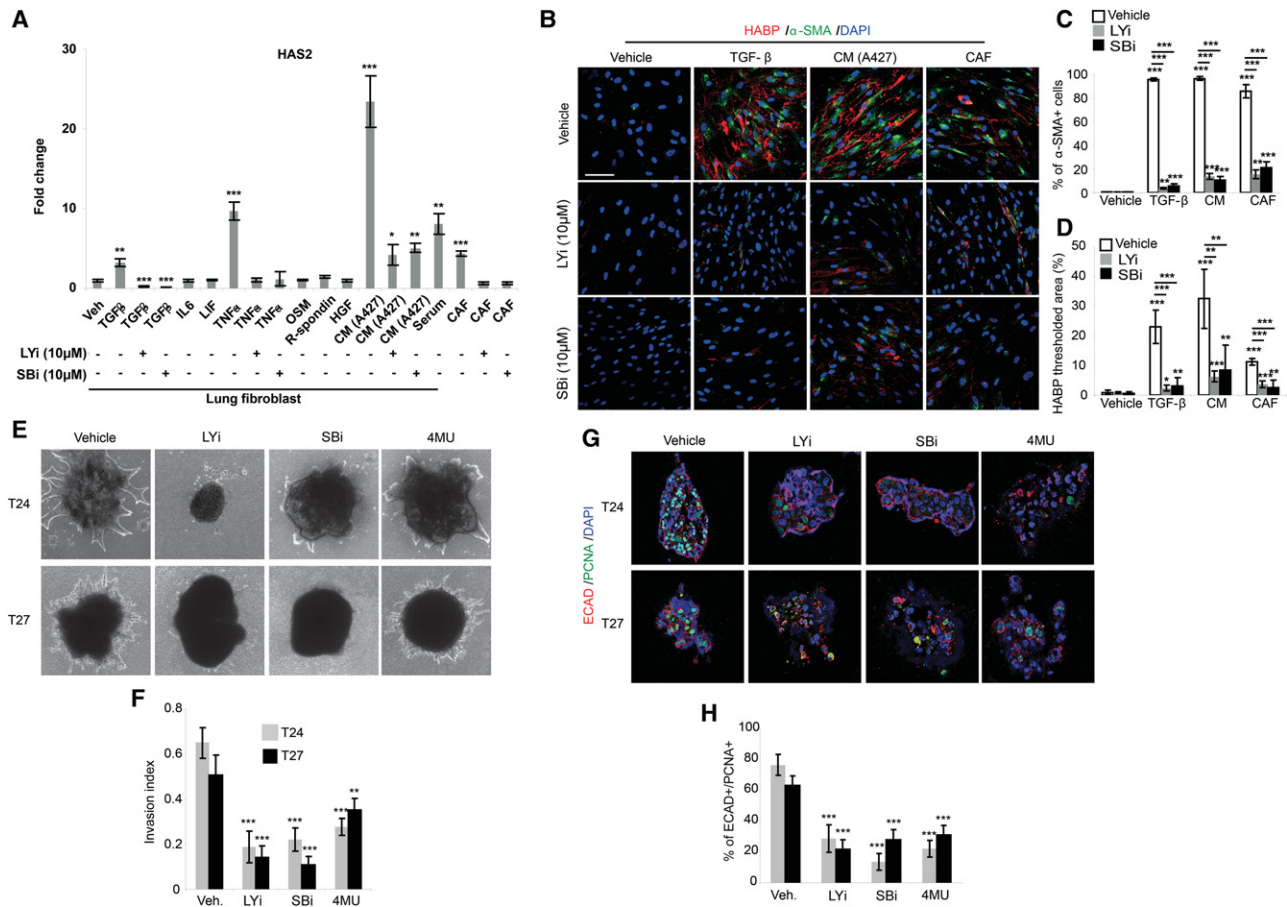 A
HAS2
Fold change
30
20
10
0
*** ** *** *** *** * ** ** ***
Veh TGFβ TGFβ TGFβ IL6 LIF TNFα TNFα TNFα OSM R-spondin HGF CM (A427) CM (A427) CM (A427) Serum CAF CAF CAF
LYi (10μM) - - + - - - - + - - - - - + - - - + -
SBi (10μM) - - - + - - - - + - - - - - + - - - +
Lung fibroblast
B
HABP /α-SMA /DAPI
Vehicle TGF- β CM (A427) CAF
Vehicle
LYi (10μM)
SBi (10μM)
C
Vehicle
LYi
SBi
% of α-SMA+ cells
100
80
60
40
20
0
*** *** ***
*** *** ***
*** *** ***
** *** *** *** ** ***
Vehicle TGF-β CM CAF
D
Vehicle
LYi
SBi
HABP thresholded area (%)
50
40
30
20
10
0
*** ** ***
*** ** ***
*** *** ***
* ** *** ** *** **
Vehicle TGF-β CM CAF
E
Vehicle LYi SBi 4MU
T24
T27
F
Invasion index
0.8
0.6
0.4
0.2
0
T24
T27
*** *** *** *** *** **
Veh. LYi SBi 4MU
G
Vehicle LYi SBi 4MU
ECAD /PCNA /DAPI
T24
T27
H
% of ECAD+/PCNA+
100
80
60
40
20
0
*** *** *** *** *** ***
Veh. LYi SBi 4MU